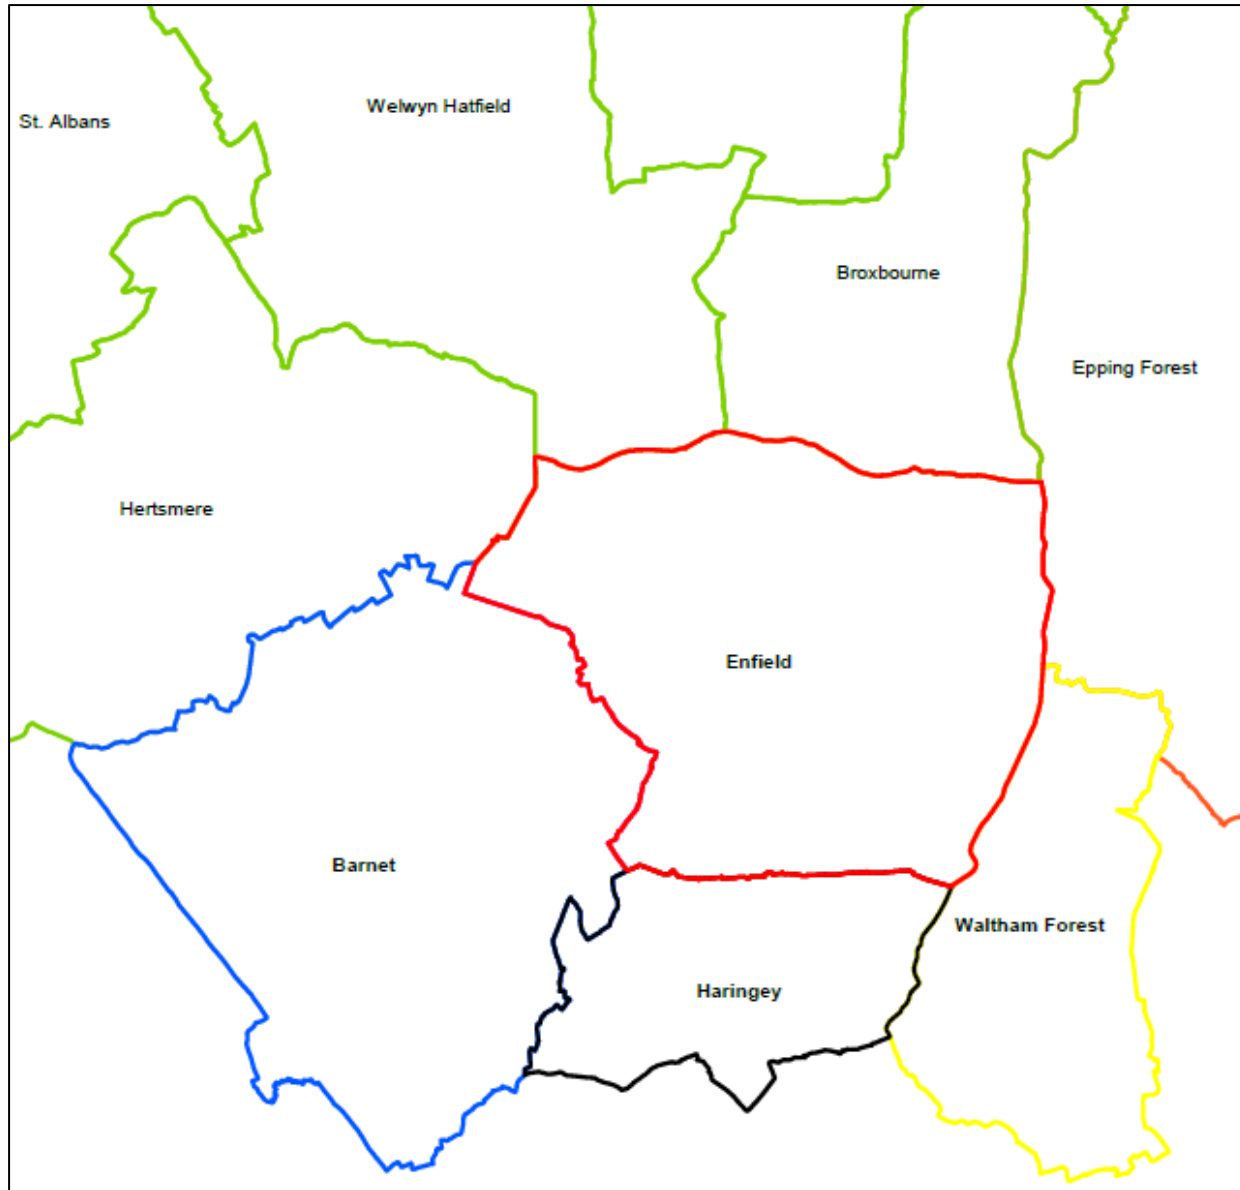 Welwyn Hatfield
St. Albans
Broxbourne
Epping Forest
Hertsmere
Enfield
Barnet
Waltham Forest
Haringey